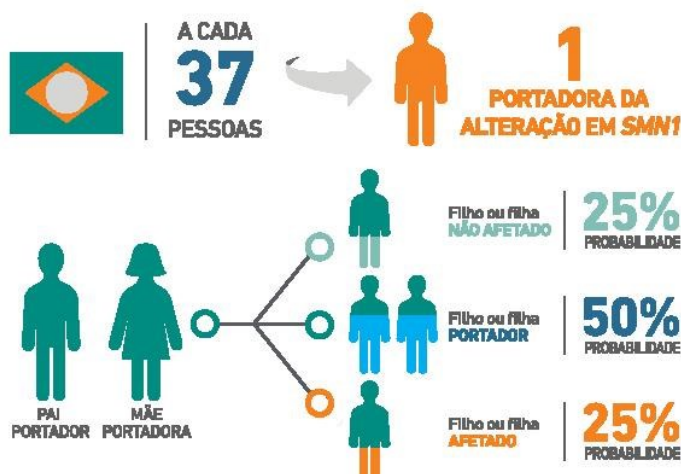 A CADA
37
PESSOAS
1
PORTADORA DA
ALTERAÇÃO EM SMN1
Filho ou filha
NÃO AFETADO
25%
PROBABILIDADE
Filho ou filha
PORTADOR
50%
PROBABILIDADE
PAI
PORTADOR
MÃE
PORTADORA
Filho ou filha
AFETADO
25%
PROBABILIDADE